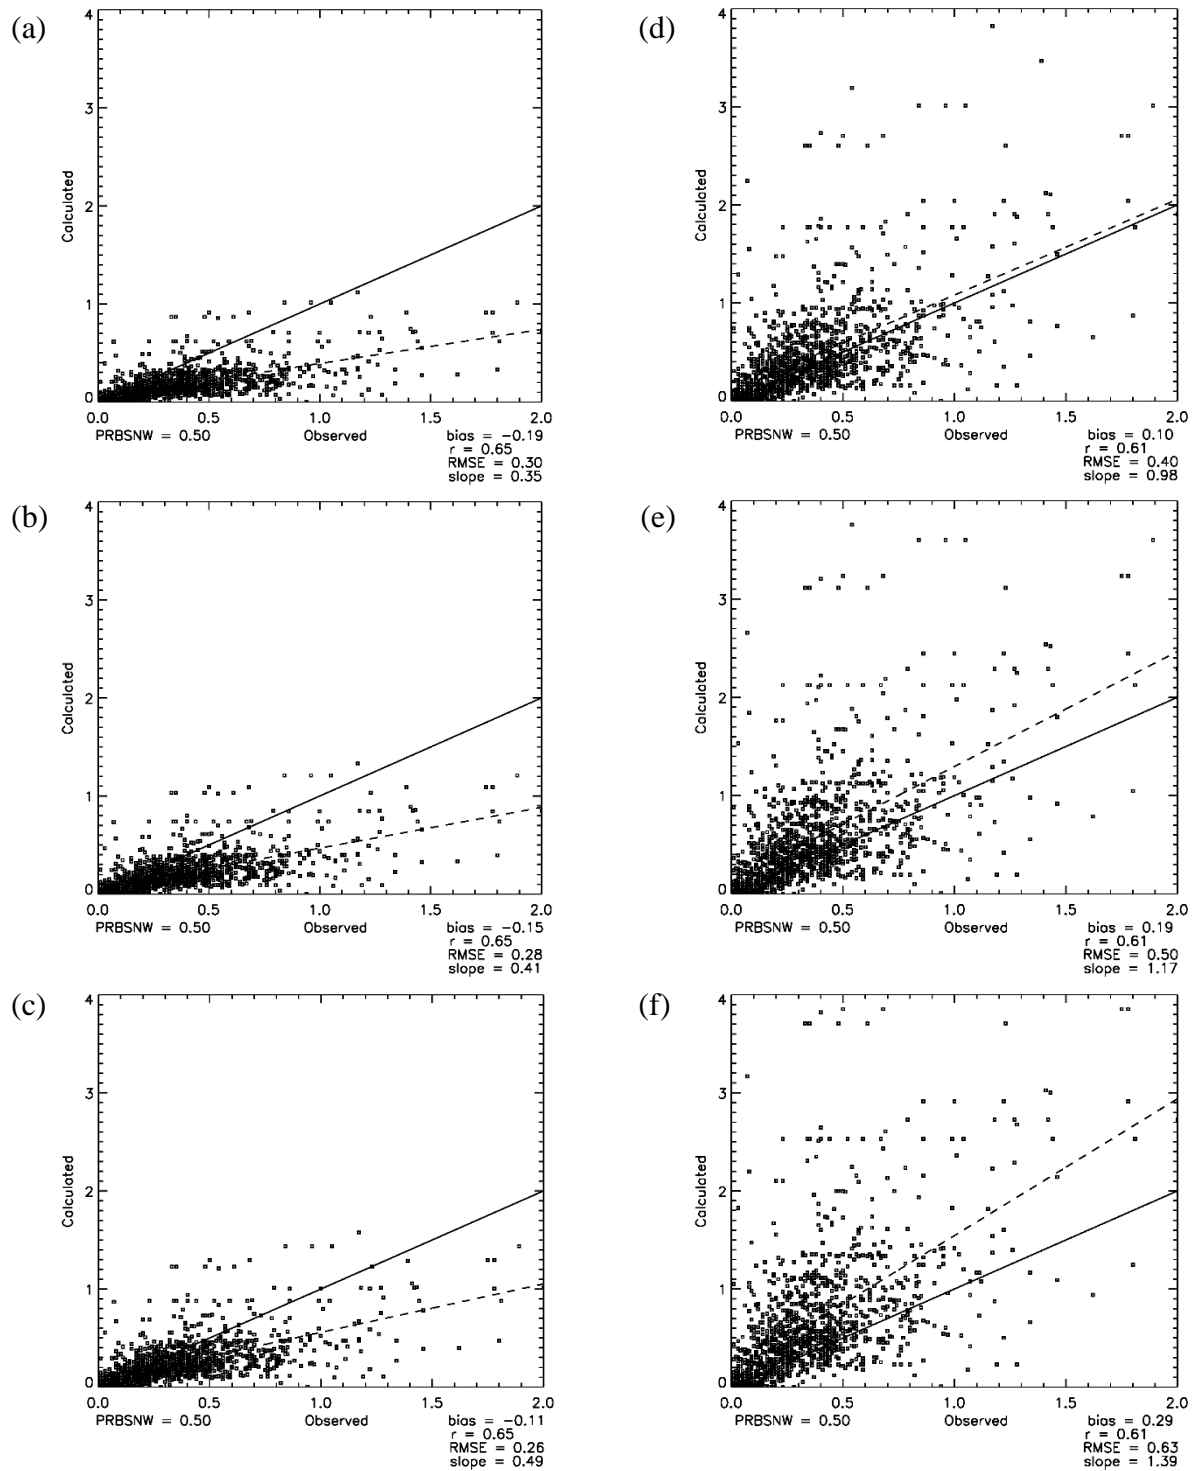 (a)
4
3
2
1
0
Calculated
0.0 0.5 1.0 1.5 2.0
PRBSNW = 0.50 Observed bias = −0.19
r = 0.65
RMSE = 0.30
slope = 0.35
(d)
4
3
2
1
0
Calculated
0.0 0.5 1.0 1.5 2.0
PRBSNW = 0.50 Observed bias = 0.10
r = 0.61
RMSE = 0.40
slope = 0.98
(b)
4
3
2
1
0
Calculated
0.0 0.5 1.0 1.5 2.0
PRBSNW = 0.50 Observed bias = −0.15
r = 0.65
RMSE = 0.28
slope = 0.41
(e)
4
3
2
1
0
Calculated
0.0 0.5 1.0 1.5 2.0
PRBSNW = 0.50 Observed bias = 0.19
r = 0.61
RMSE = 0.50
slope = 1.17
(c)
4
3
2
1
0
Calculated
0.0 0.5 1.0 1.5 2.0
PRBSNW = 0.50 Observed bias = −0.11
r = 0.65
RMSE = 0.26
slope = 0.49
(f)
4
3
2
1
0
Calculated
0.0 0.5 1.0 1.5 2.0
PRBSNW = 0.50 Observed bias = 0.29
r = 0.61
RMSE = 0.63
slope = 1.39